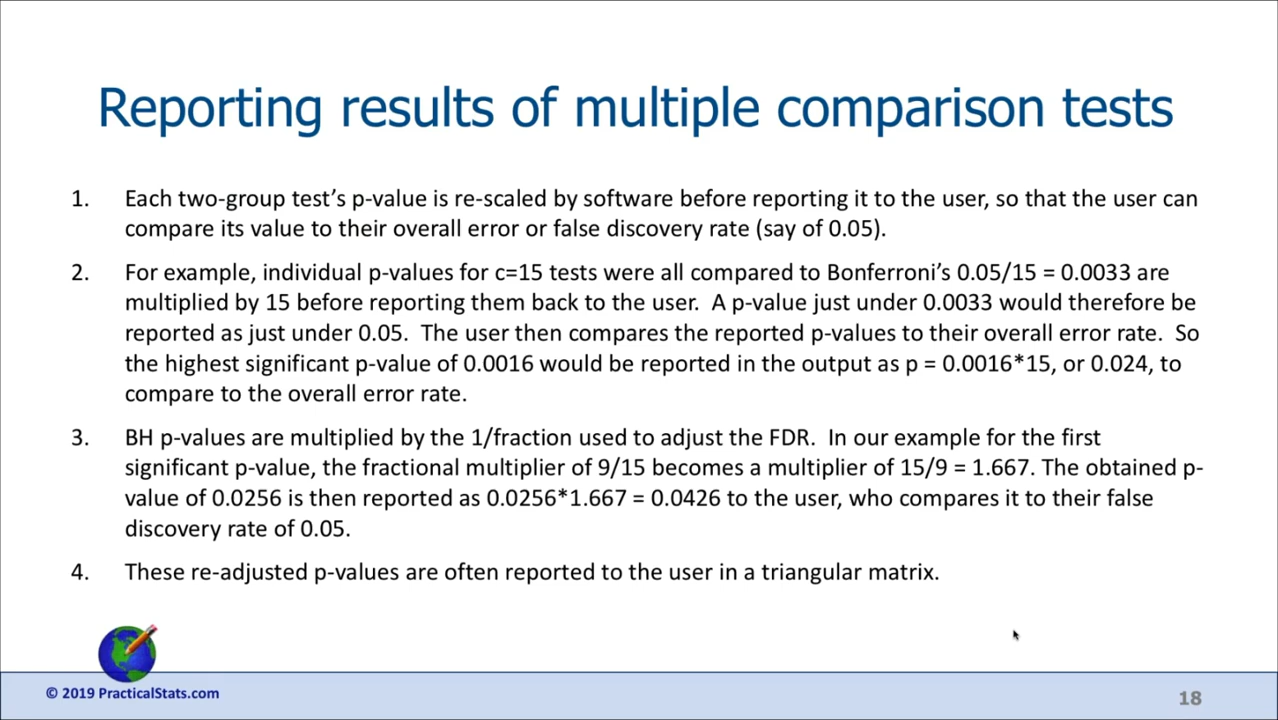 Reporting results of multiple comparison tests
1. Each two-group test’s p-value is re-scaled by software before reporting it to the user, so that the user can
compare its value to their overall error or false discovery rate (say of 0.05).
2. For example, individual p-values for c=15 tests were all compared to Bonferroni’s 0.05/15 = 0.0033 are
multiplied by 15 before reporting them back to the user. A p-value just under 0.0033 would therefore be
reported as just under 0.05. The user then compares the reported p-values to their overall error rate. So
the highest significant p-value of 0.0016 would be reported in the output as p = 0.0016*15, or 0.024, to
compare to the overall error rate.
3. BH p-values are multiplied by the 1/fraction used to adjust the FDR. In our example for the first
significant p-value, the fractional multiplier of 9/15 becomes a multiplier of 15/9 = 1.667. The obtained p-
value of 0.0256 is then reported as 0.0256*1.667 = 0.0426 to the user, who compares it to their false
discovery rate of 0.05.
4. These re-adjusted p-values are often reported to the user in a triangular matrix.
© 2019 PracticalStats.com
18